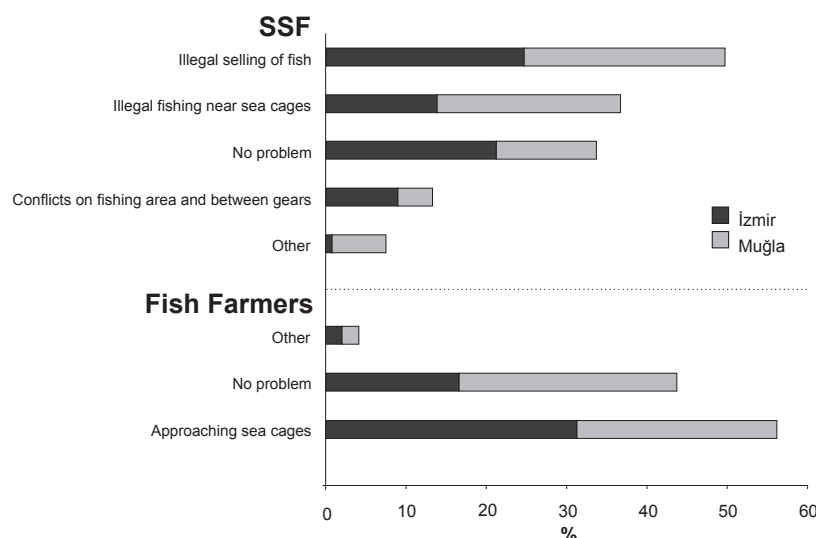 SSF
Illegal selling of fish
Illegal fishing near sea cages
No problem
Conflicts on fishing area and between gears
Other
İzmir
Muğla
Fish Farmers
Other
No problem
Approaching sea cages
0 10 20 30 40 50 60
%